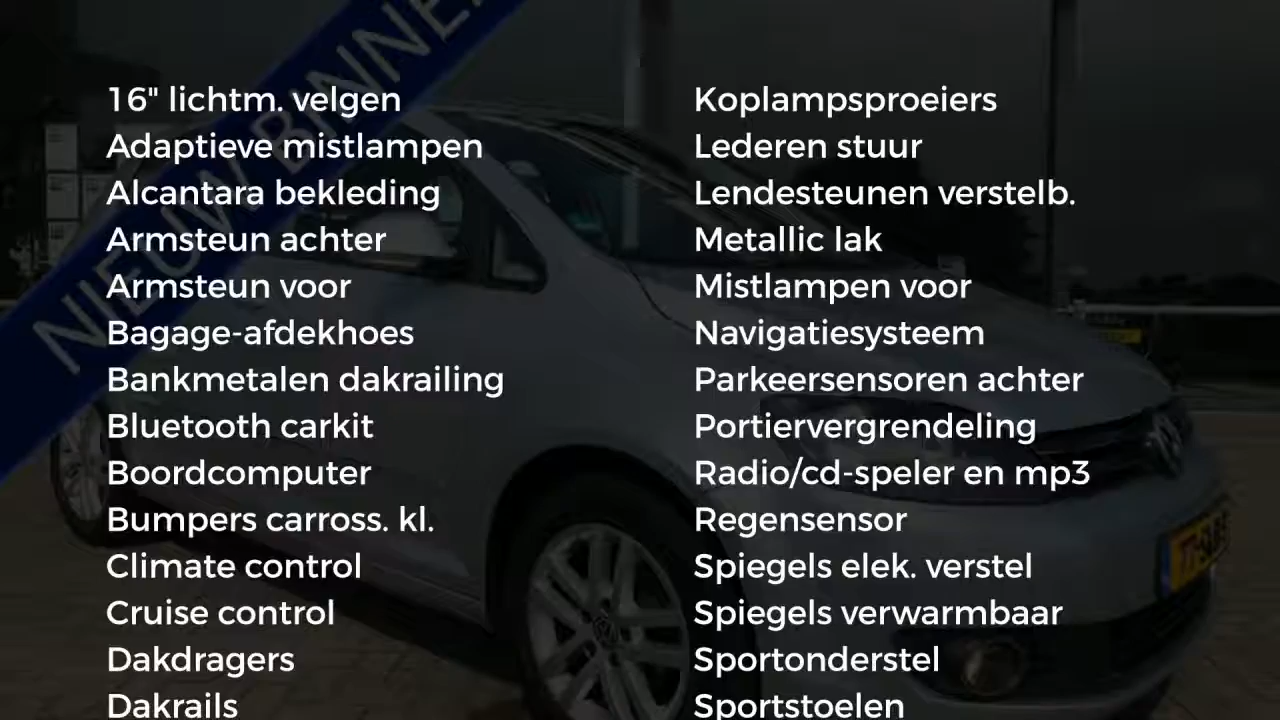 NIEUW
16" lichtm. velgen
Adaptieve mistlampen
Alcantara bekleding
Armsteun achter
Armsteun voor
Bagage-afdekhoes
Bankmetalen dakrailing
Bluetooth carkit
Boordcomputer
Bumpers carross. kl.
Climate control
Cruise control
Dakdragers
Dakrails
Koplampsproeiers
Lederen stuur
Lendesteunen verstelb.
Metallic lak
Mistlampen voor
Navigatiesysteem
Parkeersensoren achter
Portiervergrendeling
Radio/cd-speler en mp3
Regensensor
Spiegels elek. verstel
Spiegels verwarmbaar
Sportonderstel
Sportstoelen